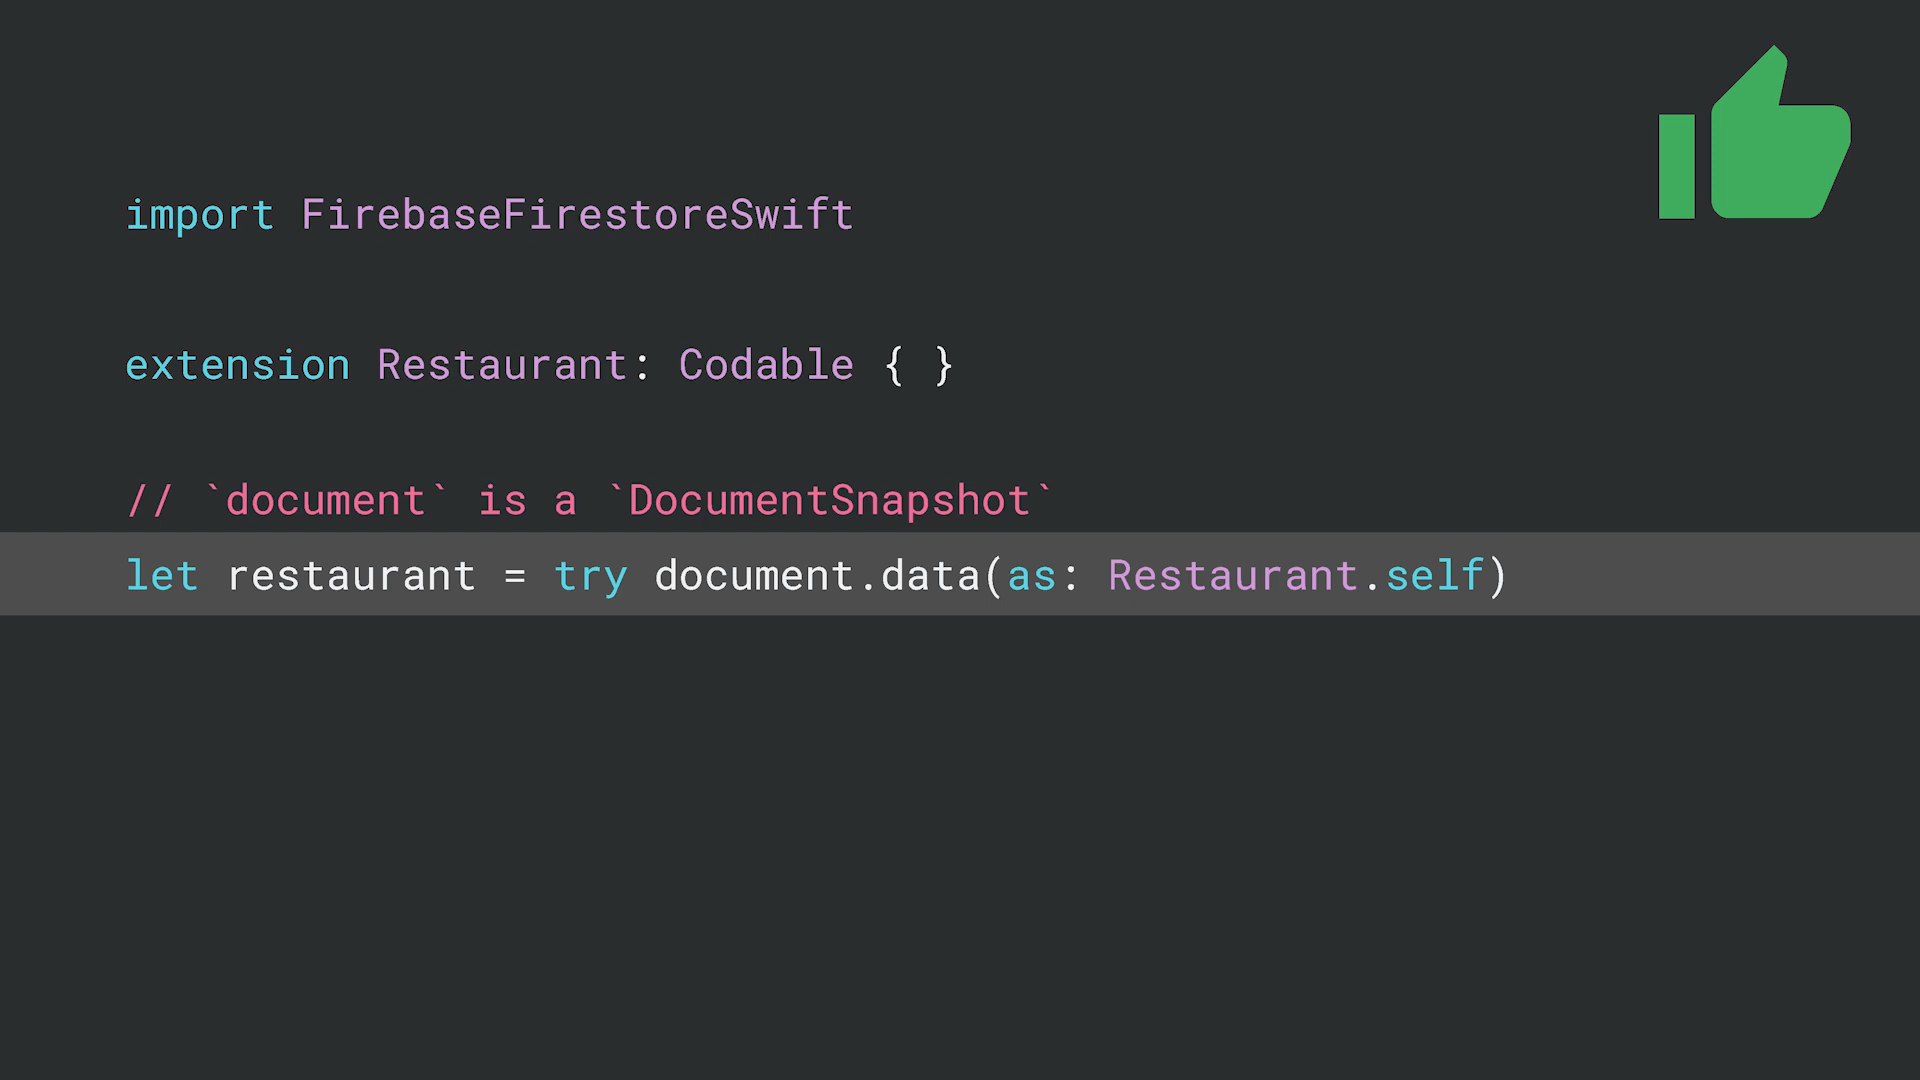 import FirebaseFirestoreSwift
extension Restaurant: Codable { }
// `document` is a `DocumentSnapshot`
let restaurant = try document.data(as: Restaurant.self)